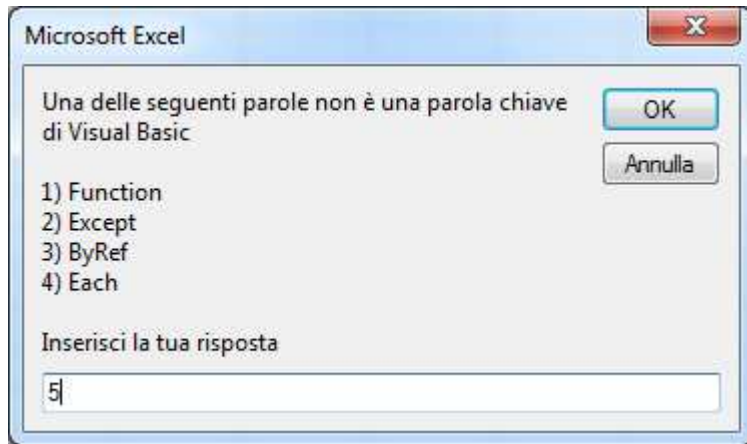 Microsoft Excel
Una delle seguenti parole non è una parola chiave
di Visual Basic
OK
Annulla
1) Function
2) Except
3) ByRef
4) Each
Inserisci la tua risposta
5